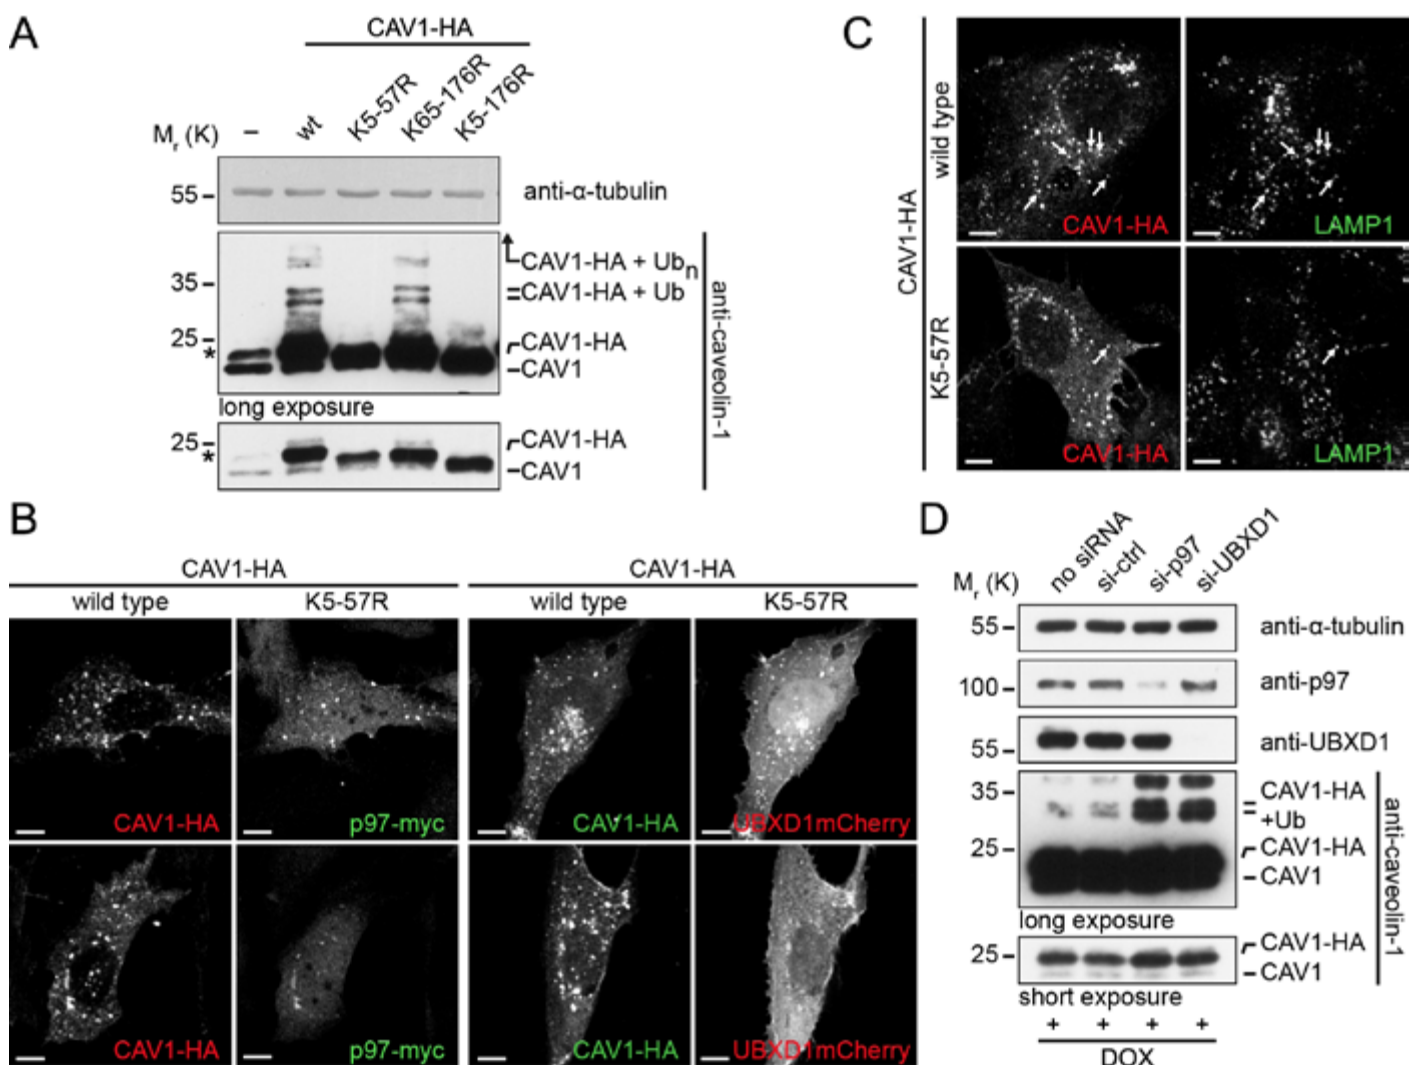 A
CAV1-HA
Mr (K)
–
wt
K5-57R
K65-176R
K5-176R
55
anti-α-tubulin
CAV1-HA + Ubn
35
CAV1-HA + Ub
25
CAV1-HA
*
CAV1
long exposure
25
CAV1-HA
*
CAV1
anti-caveolin-1
B
CAV1-HA
CAV1-HA
wild type
K5-57R
wild type
K5-57R
CAV1-HA
p97-myc
CAV1-HA
UBXD1mCherry
CAV1-HA
p97-myc
CAV1-HA
UBXD1mCherry
C
CAV1-HA
wild type
CAV1-HA
LAMP1
K5-57R
CAV1-HA
LAMP1
D
Mr (K)
no siRNA
si-ctrl
si-p97
si-UBXD1
55
anti-α-tubulin
100
anti-p97
55
anti-UBXD1
35
CAV1-HA
+Ub
25
CAV1-HA
CAV1
long exposure
25
CAV1-HA
CAV1
short exposure
anti-caveolin-1
+ + + +
DOX